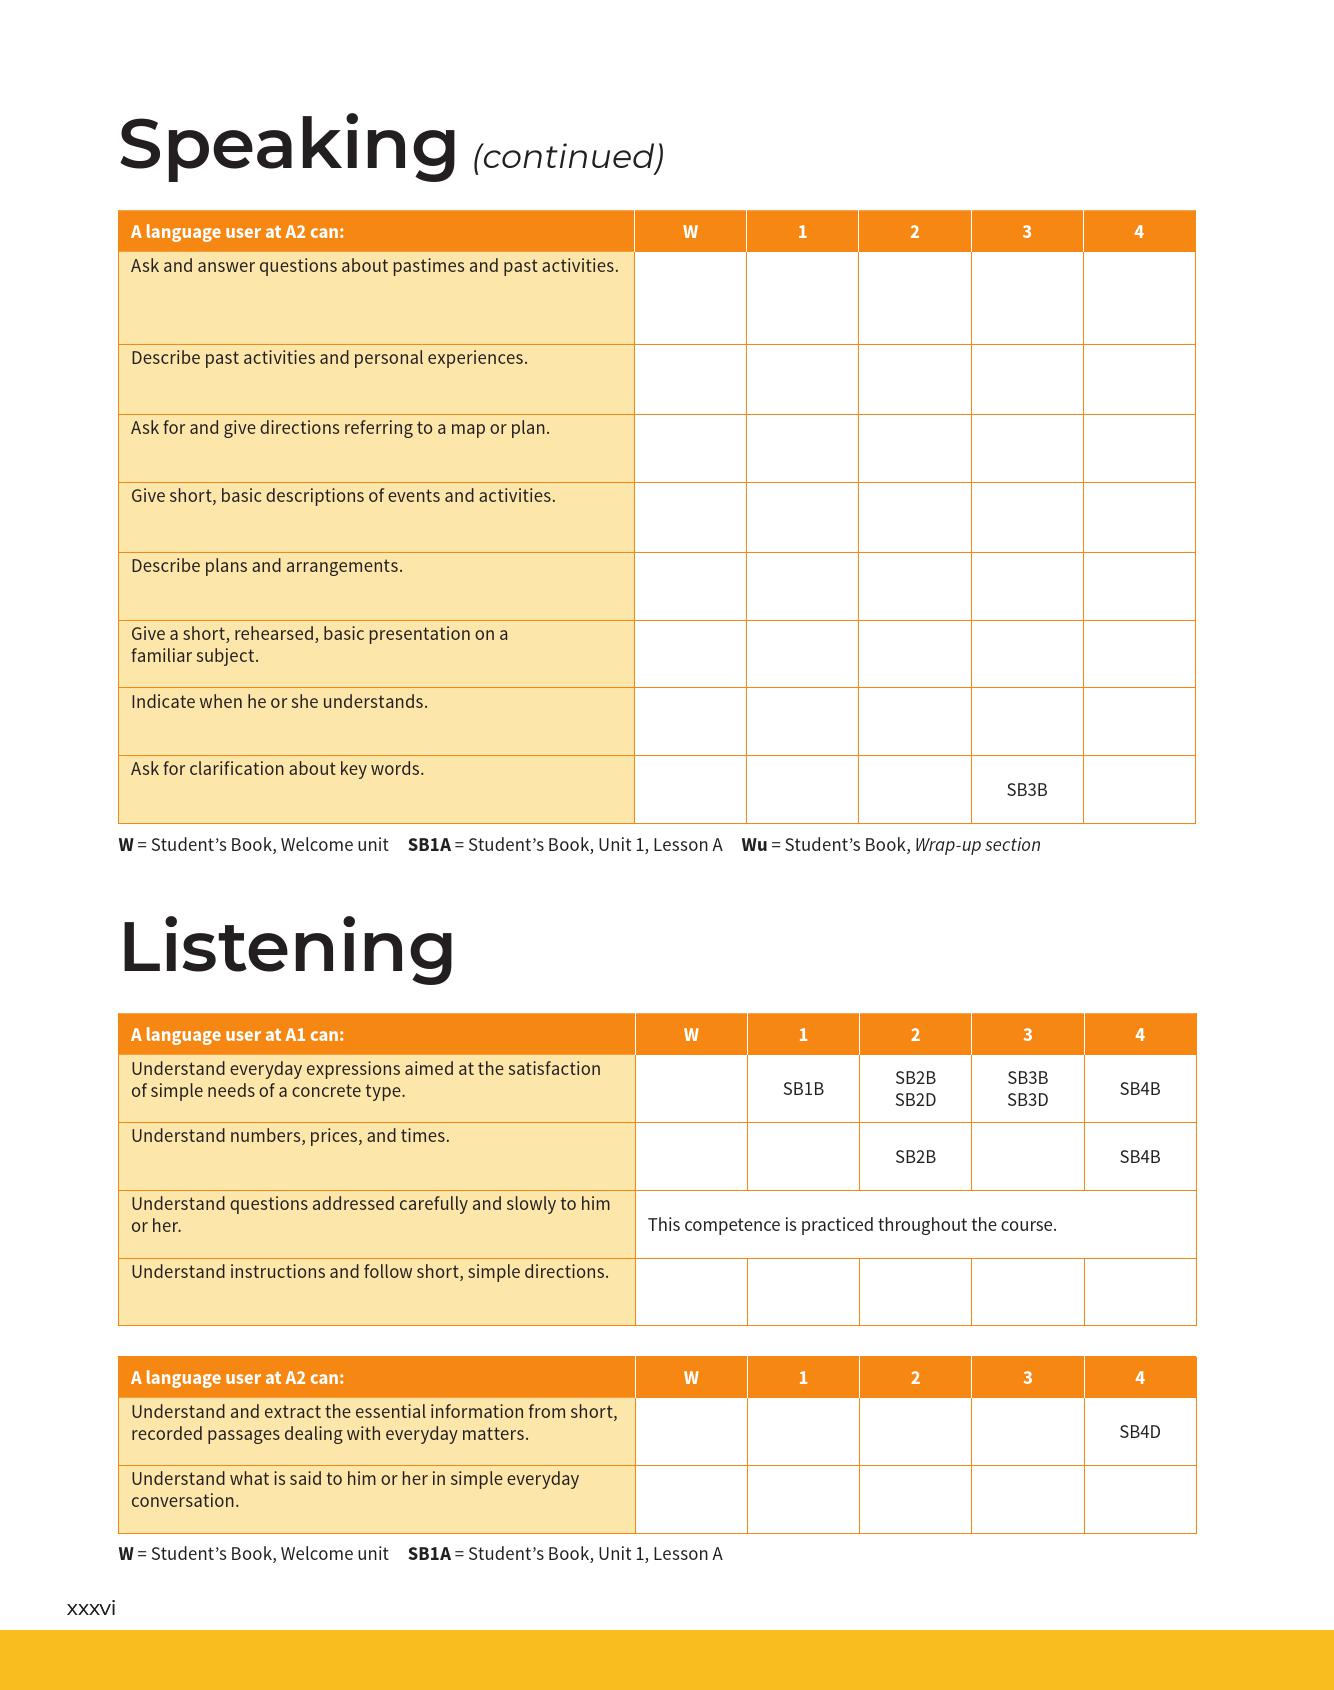 Speaking (continued)
A language user at A2 can: W 1 2 3 4
Ask and answer questions about pastimes and past activities.
Describe past activities and personal experiences.
Ask for and give directions referring to a map or plan.
Give short, basic descriptions of events and activities.
Describe plans and arrangements.
Give a short, rehearsed, basic presentation on a
familiar subject.
Indicate when he or she understands.
Ask for clarification about key words.
SB3B
W = Student’s Book, Welcome unit SB1A = Student’s Book, Unit 1, Lesson A Wu = Student’s Book, Wrap-up section
Listening
A language user at A1 can: W 1 2 3 4
Understand everyday expressions aimed at the satisfaction
of simple needs of a concrete type.
SB1B
SB2B
SB2D
SB3B
SB3D
SB4B
Understand numbers, prices, and times.
SB2B
SB4B
Understand questions addressed carefully and slowly to him
or her.
This competence is practiced throughout the course.
Understand instructions and follow short, simple directions.
A language user at A2 can: W 1 2 3 4
Understand and extract the essential information from short,
recorded passages dealing with everyday matters.
SB4D
Understand what is said to him or her in simple everyday
conversation.
W = Student’s Book, Welcome unit SB1A = Student’s Book, Unit 1, Lesson A
xxxvi